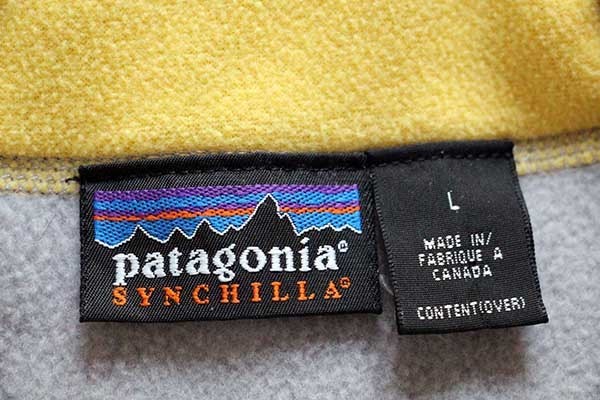 patagonia®
SYNCHILLA®
L
MADE IN/
FABRIQUE A
CANADA
CONTENT(OVER)